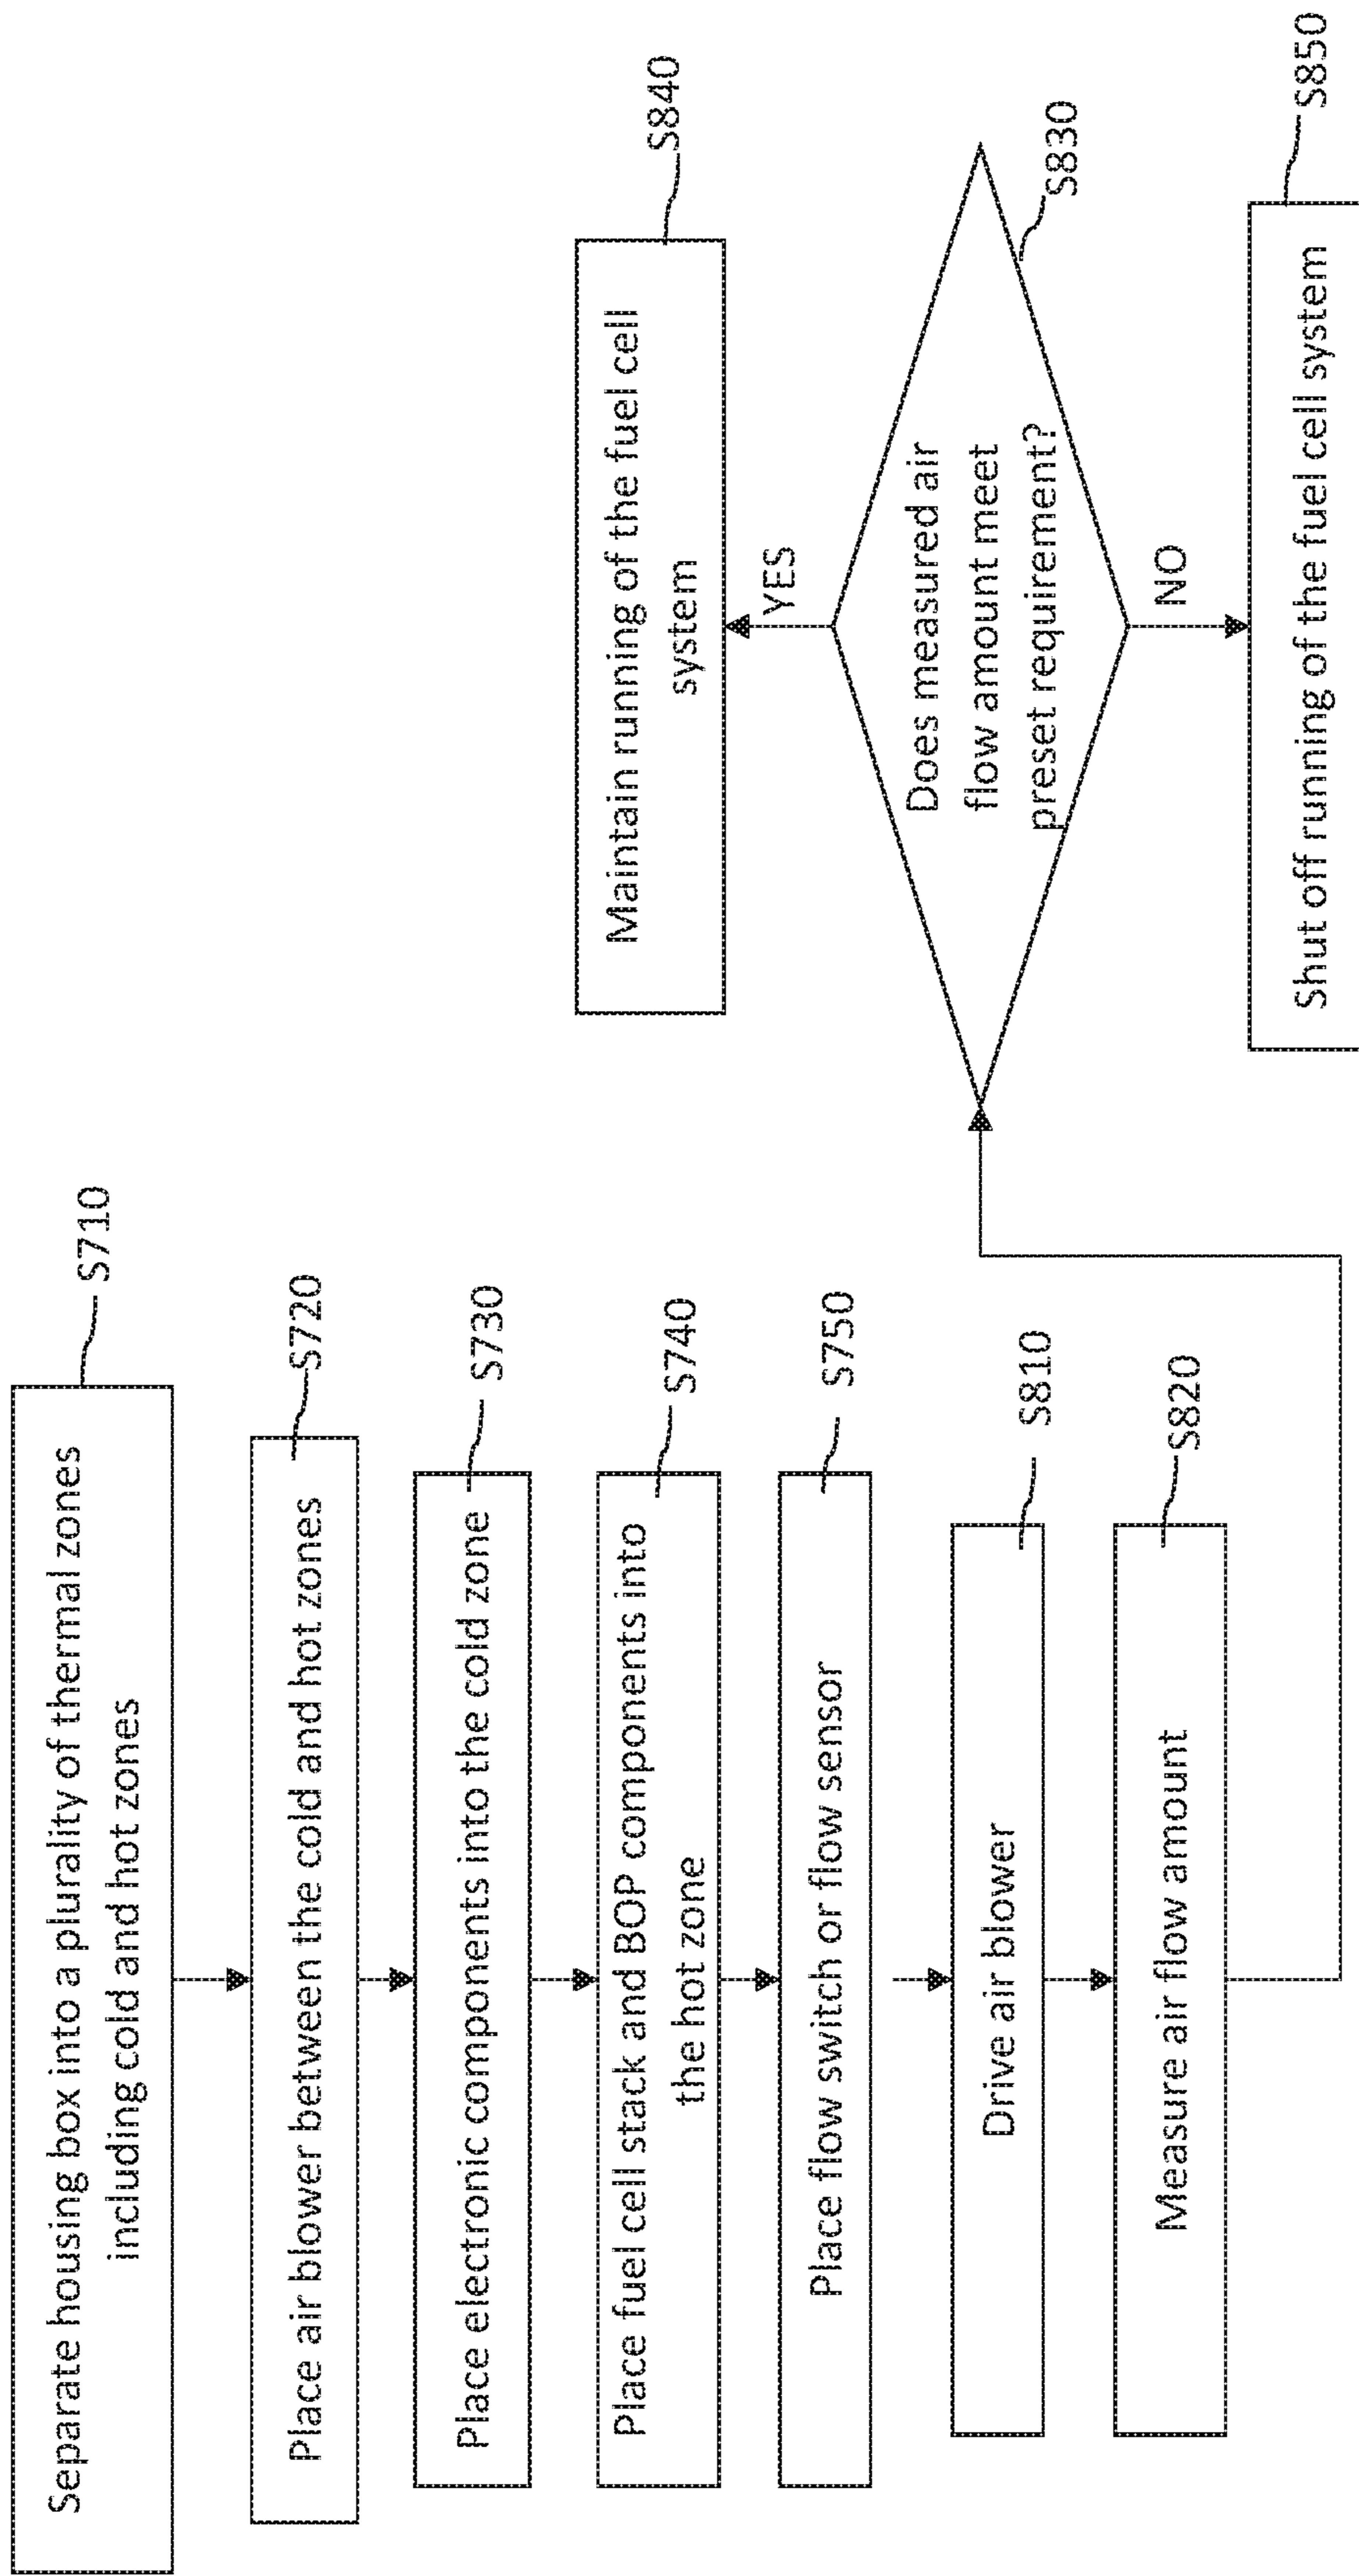 Separate housing box into a plurality of thermal zones
including cold and hot zones
S710
Place air blower between the cold and hot zones
S720
Place electronic components into the cold zone
S730
Place fuel cell stack and BOP components into
the hot zone
S740
Place flow switch or flow sensor
S750
Drive air blower
S810
Measure air flow amount
S820
Maintain running of the fuel cell
system
S840
YES
Does measured air
flow amount meet
preset requirement?
S830
NO
Shut off running of the fuel cell system
S850